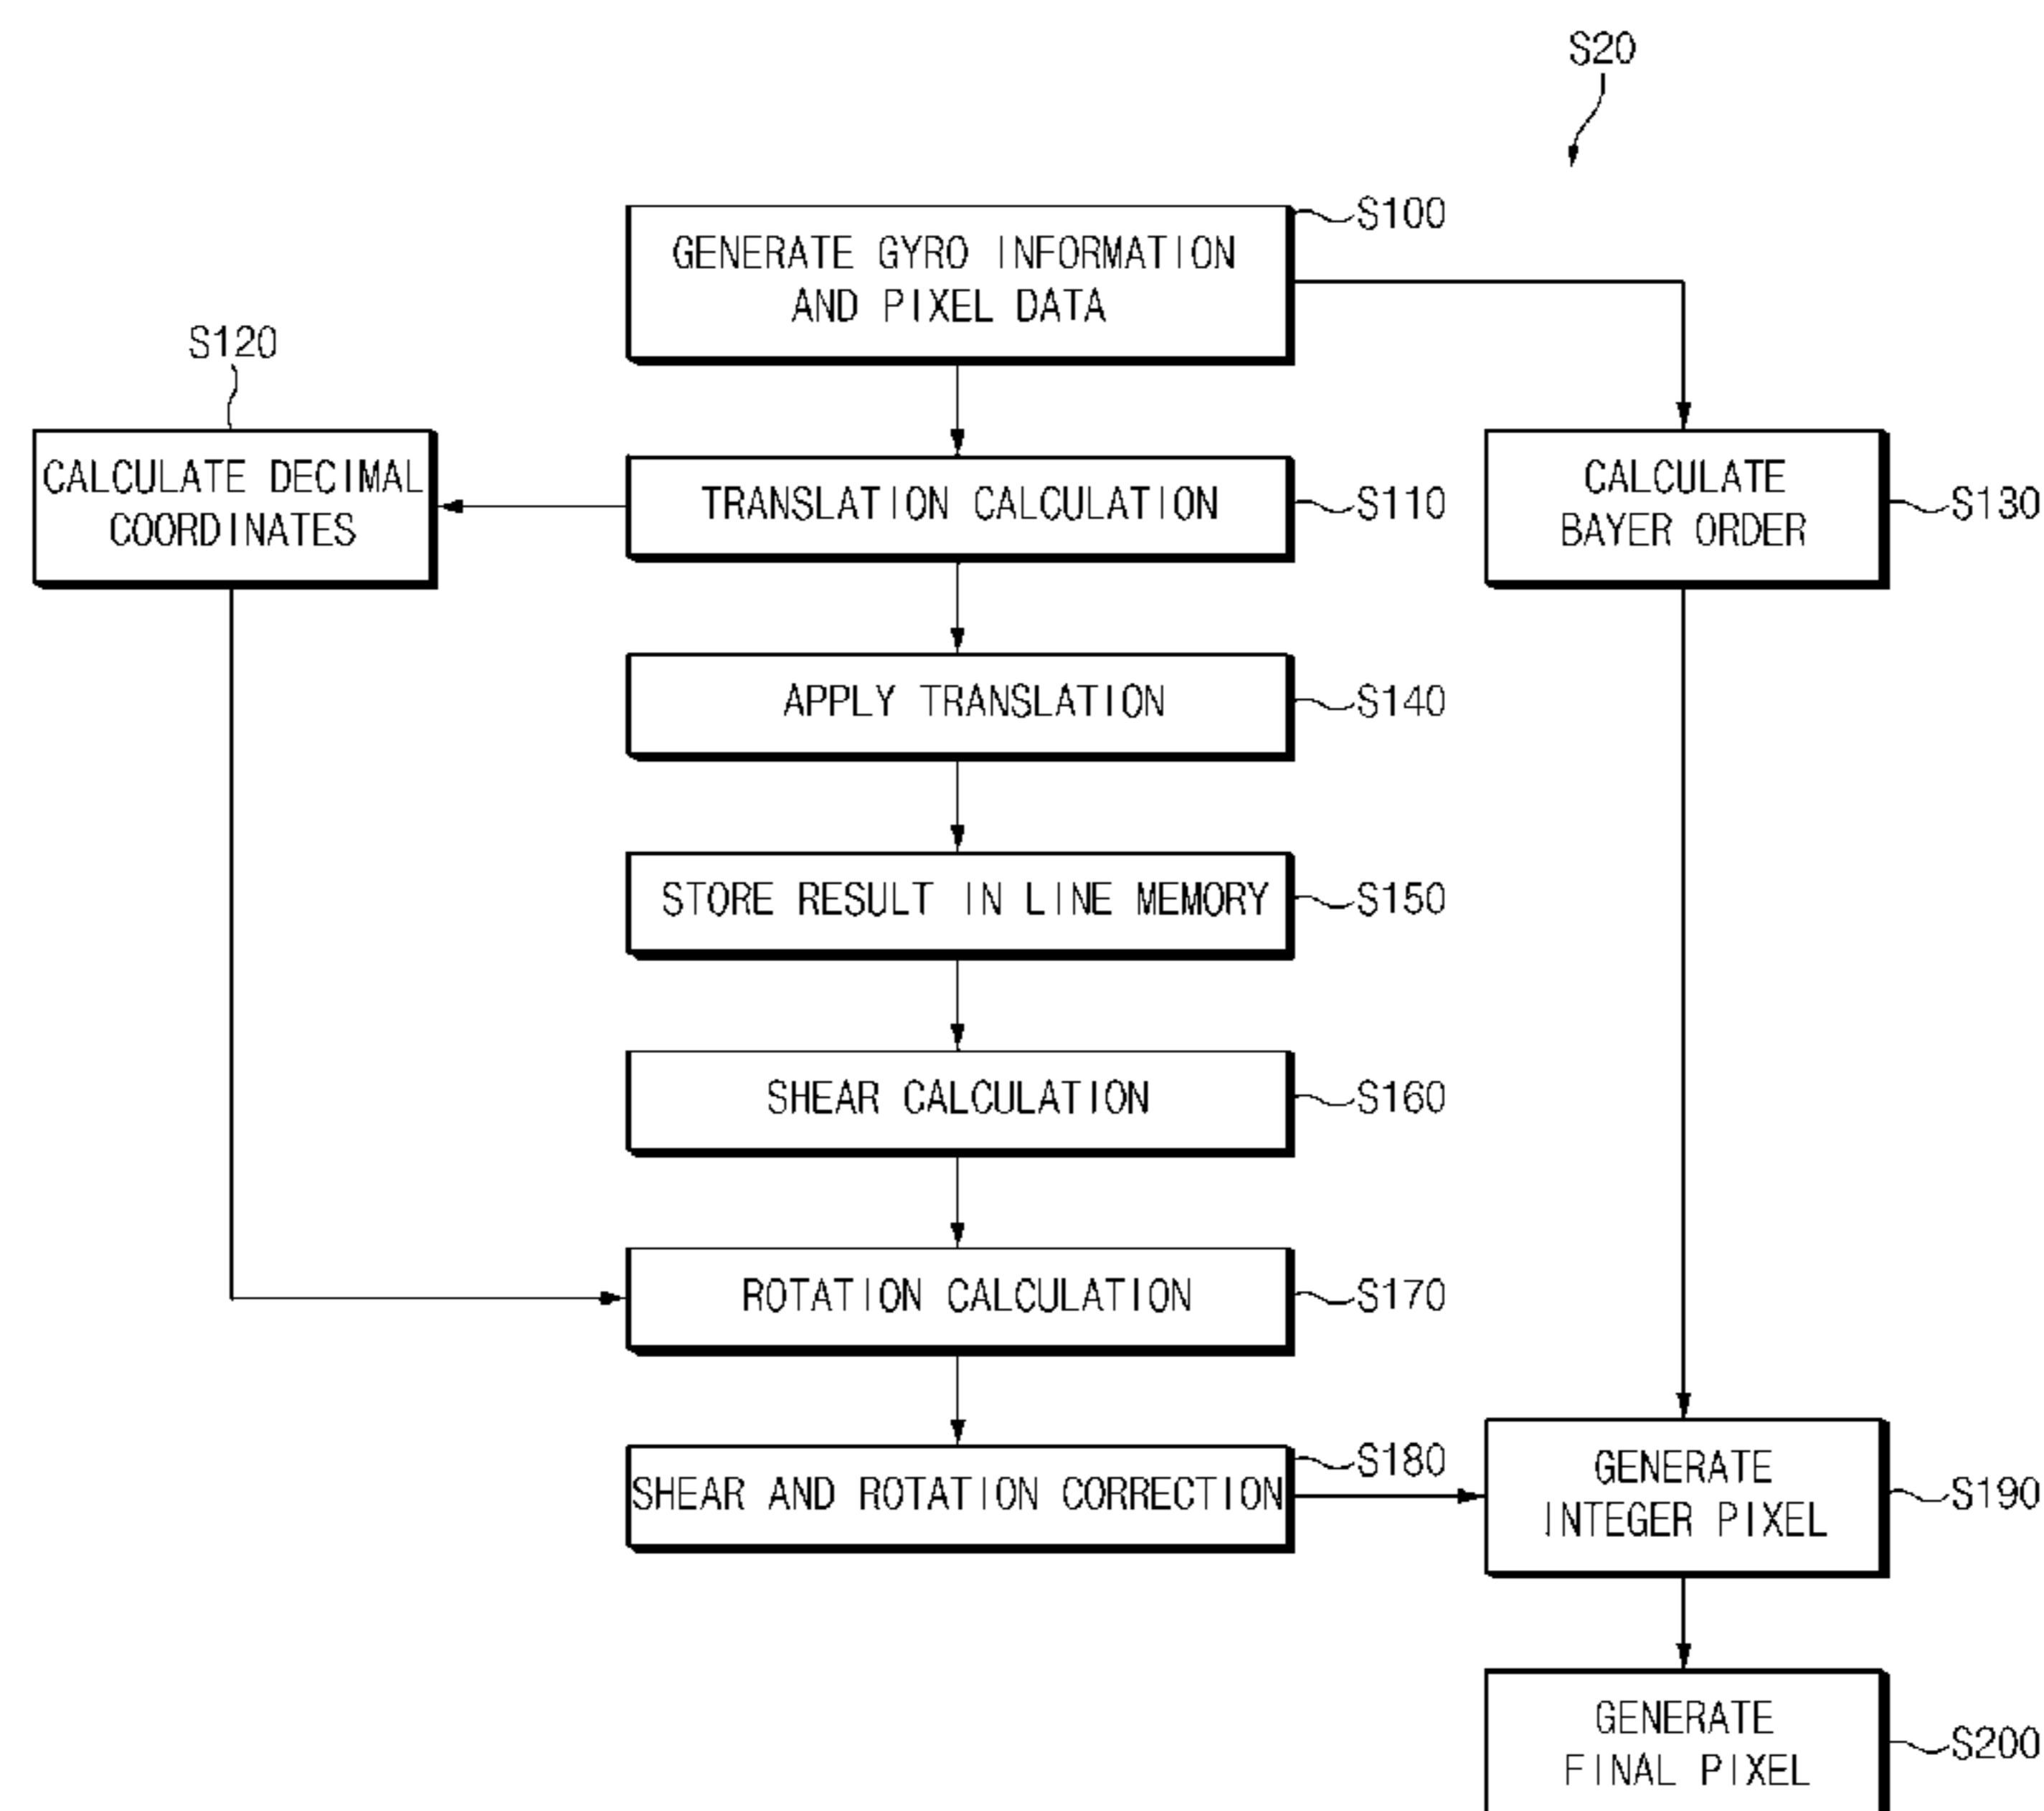 S20
GENERATE GYRO INFORMATION
AND PIXEL DATA
S100
S120
CALCULATE DECIMAL
COORDINATES
TRANSLATION CALCULATION
S110
CALCULATE
BAYER ORDER
S130
APPLY TRANSLATION
S140
STORE RESULT IN LINE MEMORY
S150
SHEAR CALCULATION
S160
ROTATION CALCULATION
S170
SHEAR AND ROTATION CORRECTION
S180
GENERATE
INTEGER PIXEL
S190
GENERATE
FINAL PIXEL
S200